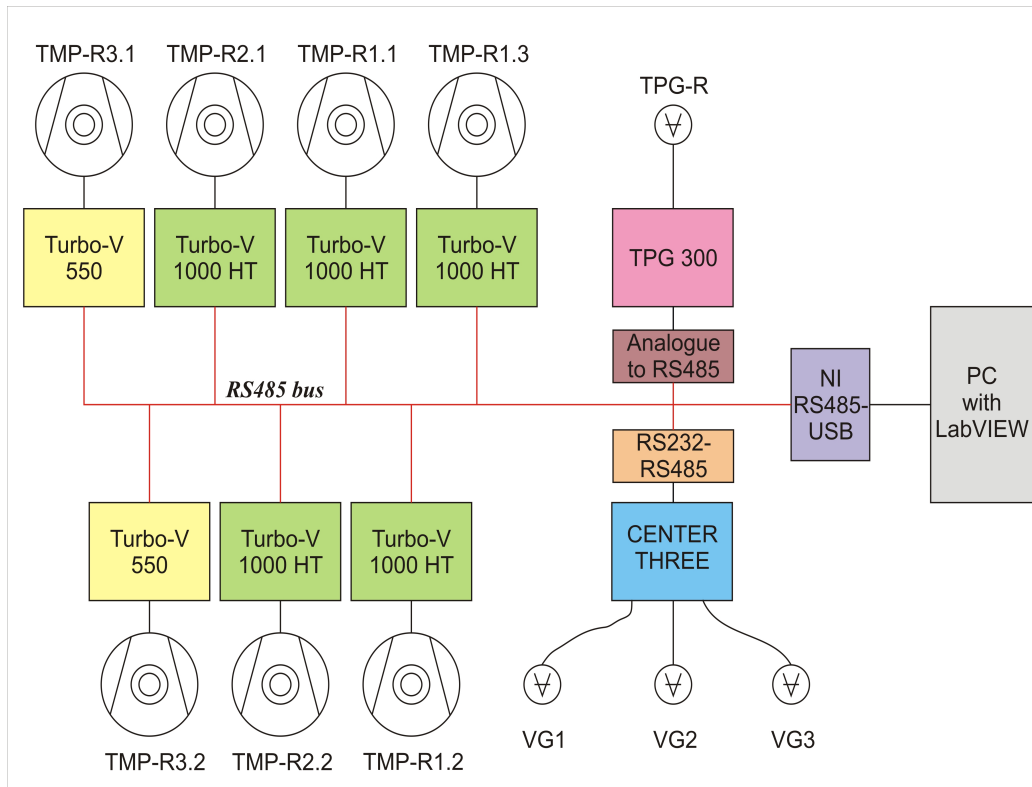 TMP-R3.1
TMP-R2.1
TMP-R1.1
TMP-R1.3
TPG-R
Turbo-V
550
Turbo-V
1000 HT
Turbo-V
1000 HT
Turbo-V
1000 HT
TPG 300
Analogue
to RS485
RS485 bus
NI
RS485-
USB
PC
with
LabVIEW
RS232-
RS485
Turbo-V
550
Turbo-V
1000 HT
Turbo-V
1000 HT
CENTER
THREE
TMP-R3.2
TMP-R2.2
TMP-R1.2
VG1
VG2
VG3